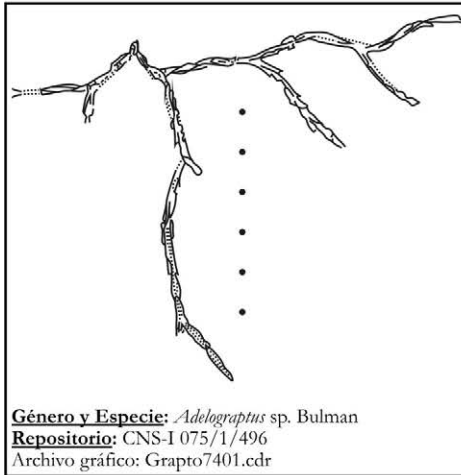 Género y Especie: Adelograptus sp. Bulman
Repositorio: CNS-I 075/1/496
Archivo gráfico: Grapto7401.cdr